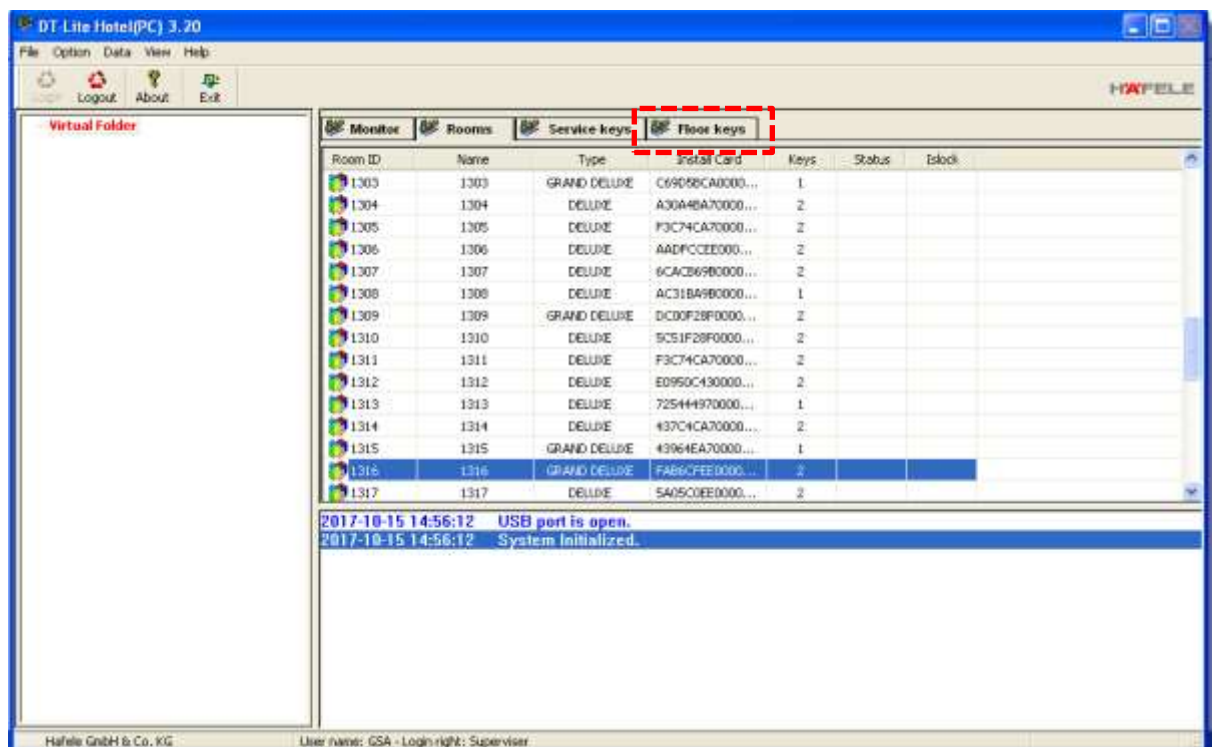 DT-Lite Hotel(PC) 3.20
File Option Data View Help
Login Logout About Exit
HAFELE
Virtual Folder
Monitor Rooms Service keys Floor keys
Room ID Name Type Install Card Keys Status Islock
1303 1303 GRAND DELUXE C69D5BCA0000... 1
1304 1304 DELUXE A30A4BA70000... 2
1305 1305 DELUXE F3C74CA70000... 2
1306 1306 DELUXE AADFCCEE000... 2
1307 1307 DELUXE 6CACB69B0000... 2
1308 1308 DELUXE AC31BA9B0000... 1
1309 1309 GRAND DELUXE DC00F28F0000... 2
1310 1310 DELUXE 5C51F28F0000... 2
1311 1311 DELUXE F3C74CA70000... 2
1312 1312 DELUXE E0950C430000... 2
1313 1313 DELUXE 725444970000... 1
1314 1314 DELUXE 437C4CA70000... 2
1315 1315 GRAND DELUXE 43964EA70000... 1
1316 1316 GRAND DELUXE FAB6CFEE0000... 2
1317 1317 DELUXE 5A05C0EE0000... 2
2017-10-15 14:56:12 USB port is open.
2017-10-15 14:56:12 System Initialized.
Hafele GmbH & Co. KG User name: GSA - Login right: Superviser